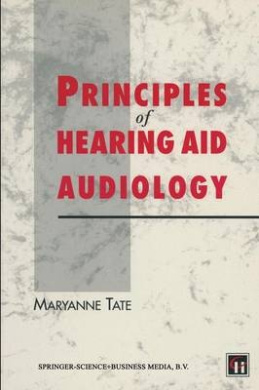 PRINCIPLES
of
HEARING AID
AUDIOLOGY
MARYANNE TATE
SPRINGER-SCIENCE+BUSINESS MEDIA, B.V.